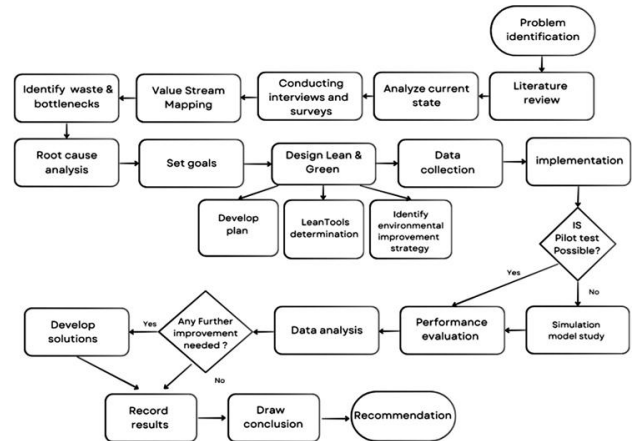 Problem
identification
Identify waste &
bottlenecks
Value Stream
Mapping
Conducting
interviews and
surveys
Analyze current
state
Literature
review
Root cause
analysis
Set goals
Design Lean &
Green
Data
collection
implementation
Develop
plan
LeanTools
determination
Identify
environmental
improvement
strategy
IS
Pilot test
Possible?
Yes
No
Develop
solutions
Yes
Any Further
improvement
needed ?
Data analysis
Performance
evaluation
Simulation
model study
No
Record
results
Draw
conclusion
Recommendation